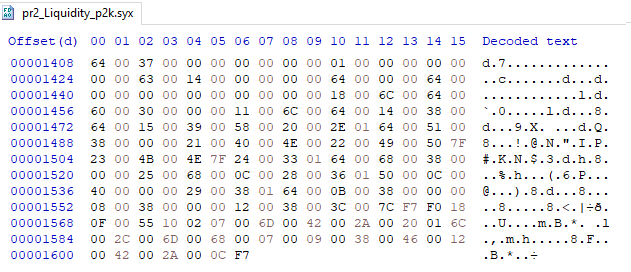 pr2_Liquidity_p2k.syx
Offset(d) 00 01 02 03 04 05 06 07 08 09 10 11 12 13 14 15 Decoded text
00001408 64 00 37 00 00 00 00 00 00 00 01 00 00 00 00 00 d.7.............
00001424 00 00 63 00 14 00 00 00 00 00 64 00 00 00 64 00 ..c.......d...d.
00001440 00 00 00 00 00 00 00 00 00 00 18 00 6C 00 64 00 ............l.d.
00001456 60 00 30 00 00 00 11 00 6C 00 64 00 14 00 38 00 `.0.....l.d...8.
00001472 64 00 15 00 39 00 58 00 20 00 2E 01 64 00 51 00 d...9.X. ...d.Q.
00001488 38 00 00 00 21 00 40 00 4E 00 22 00 49 00 50 7F 8...!.@.N.".I.P.
00001504 23 00 4B 00 4E 7F 24 00 33 01 64 00 68 00 38 00 #.K.N.$.3.d.h.8.
00001520 00 00 25 00 68 00 0C 00 28 00 36 01 50 00 0C 00 ..%.h...(.6.P...
00001536 40 00 00 00 29 00 38 01 64 00 0B 00 38 00 00 00 @...).8.d...8...
00001552 08 00 38 00 00 00 12 00 38 00 3C 00 7C F7 F0 18 ..8.....8.<.|÷ð.
00001568 0F 00 55 10 02 07 00 6D 00 42 00 2A 00 20 01 6C ..U....m.B.*. .l
00001584 00 2C 00 6D 00 68 00 07 00 09 00 38 00 46 00 12 .,.m.h.....8.F..
00001600 00 42 00 2A 00 0C F7 .B.*..÷